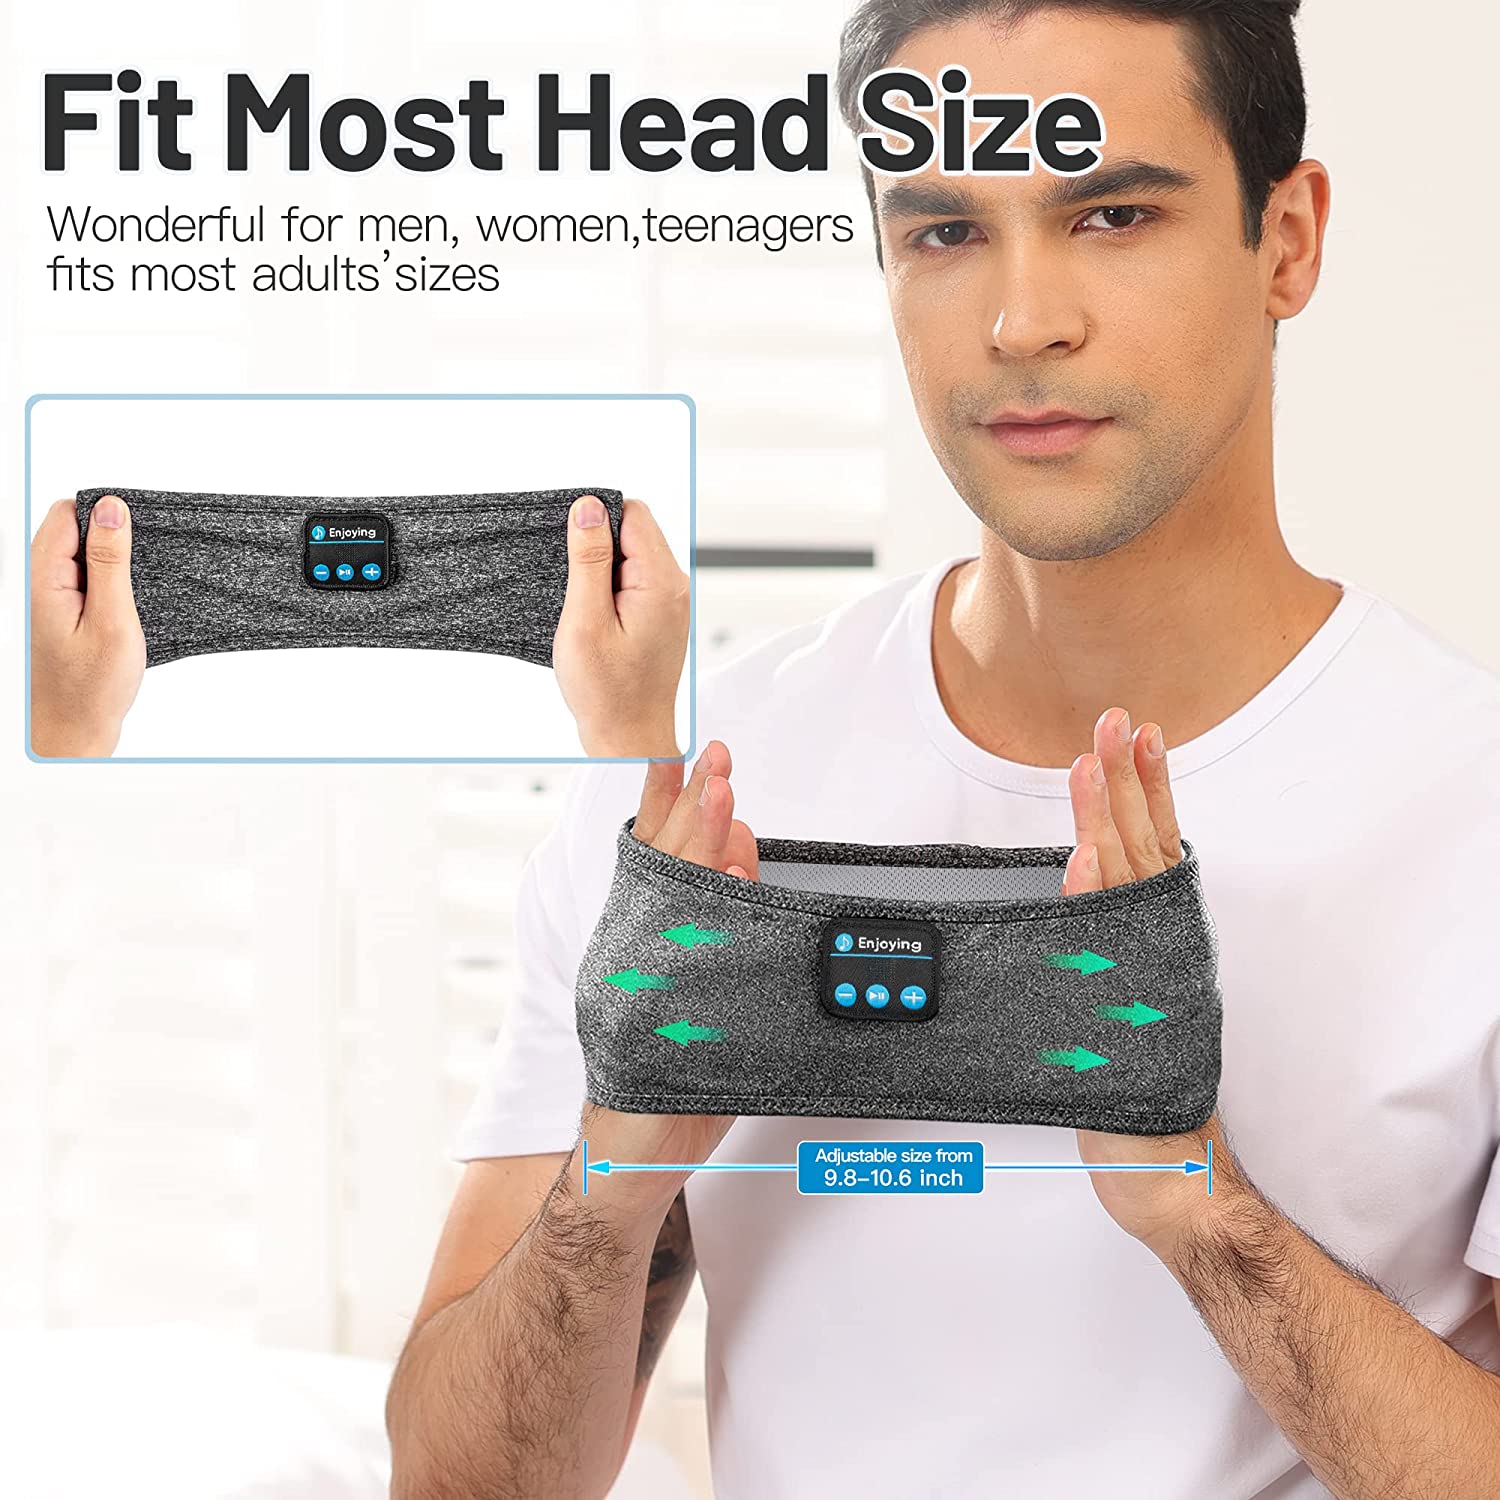 Fit Most Head Size
Wonderful for men, women,teenagers
fits most adults'sizes
Enjoying
Enjoying
Adjustable size from
9.8-10.6 inch